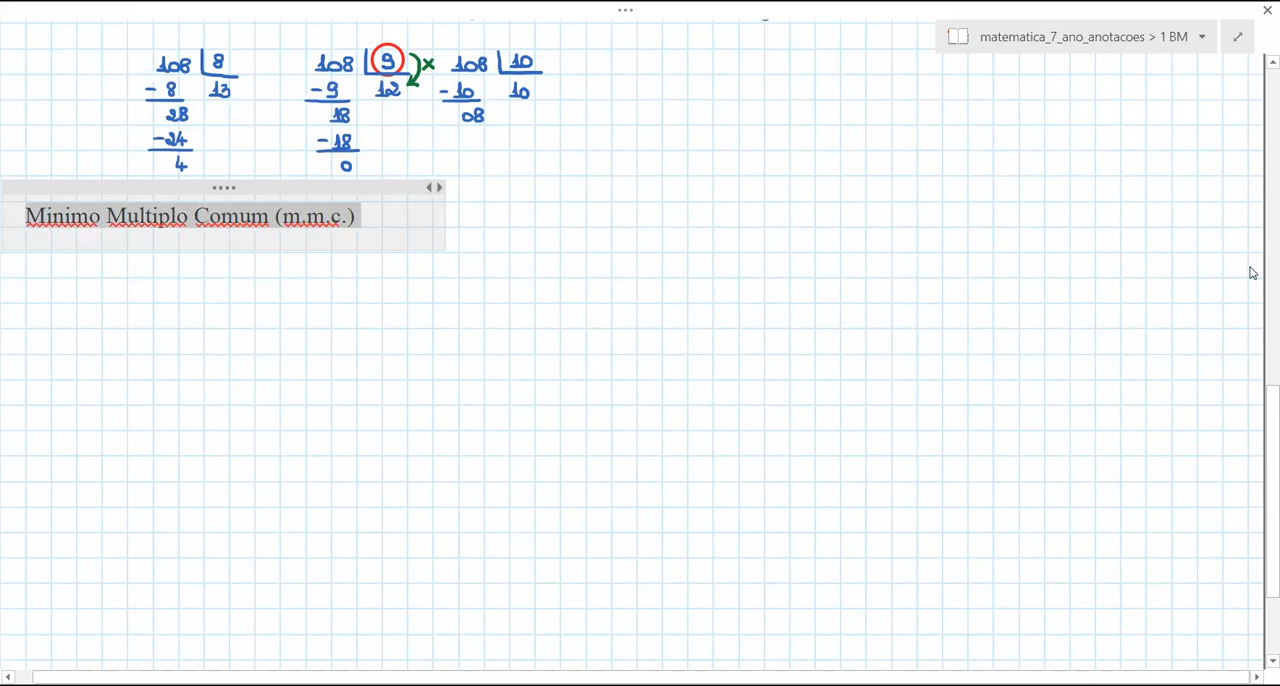 matematica_7_ano_anotacoes > 1 BM
108 8 108 9 x 108 10
- 8 13 - 9 12 - 10 10
28 18 08
- 24 - 18
4 0
Minimo Multiplo Comum (m.m.c.)